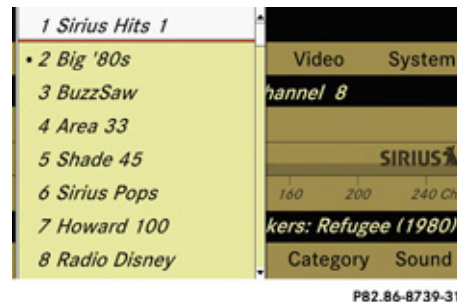 1 Sirius Hits 1
• 2 Big '80s
3 BuzzSaw
4 Area 33
5 Shade 45
6 Sirius Pops
7 Howard 100
8 Radio Disney
Video System
hannel 8
SIRIUS
160 200 240 Ch
kers: Refugee (1980)
Category Sound
P82.86-8739-31